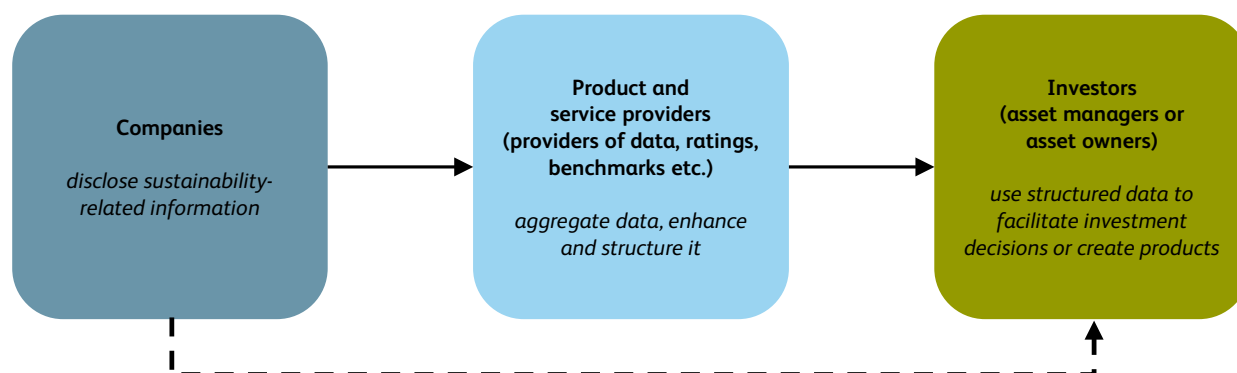 Companies
disclose sustainability-
related information
Product and
service providers
(providers of data, ratings,
benchmarks etc.)
aggregate data, enhance
and structure it
Investors
(asset managers or
asset owners)
use structured data to
facilitate investment
decisions or create products